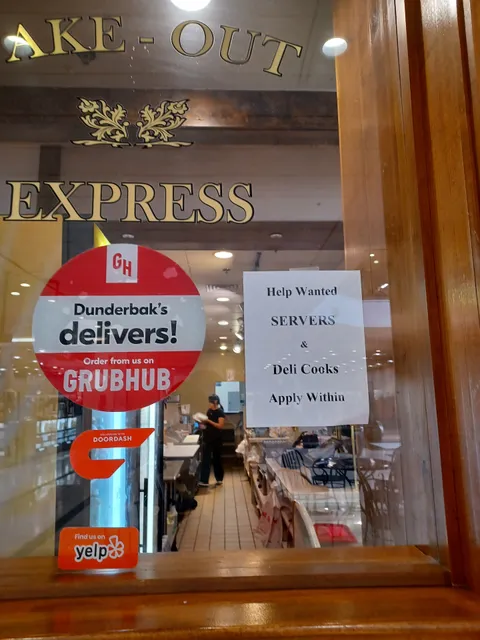 AKE-OUT
EXPRESS
GH
Dunderbak's
delivers!
Order from us on
GRUBHUB
Help Wanted
SERVERS
&
Deli Cooks
Apply Within
DOORDASH
Find us on
yelp